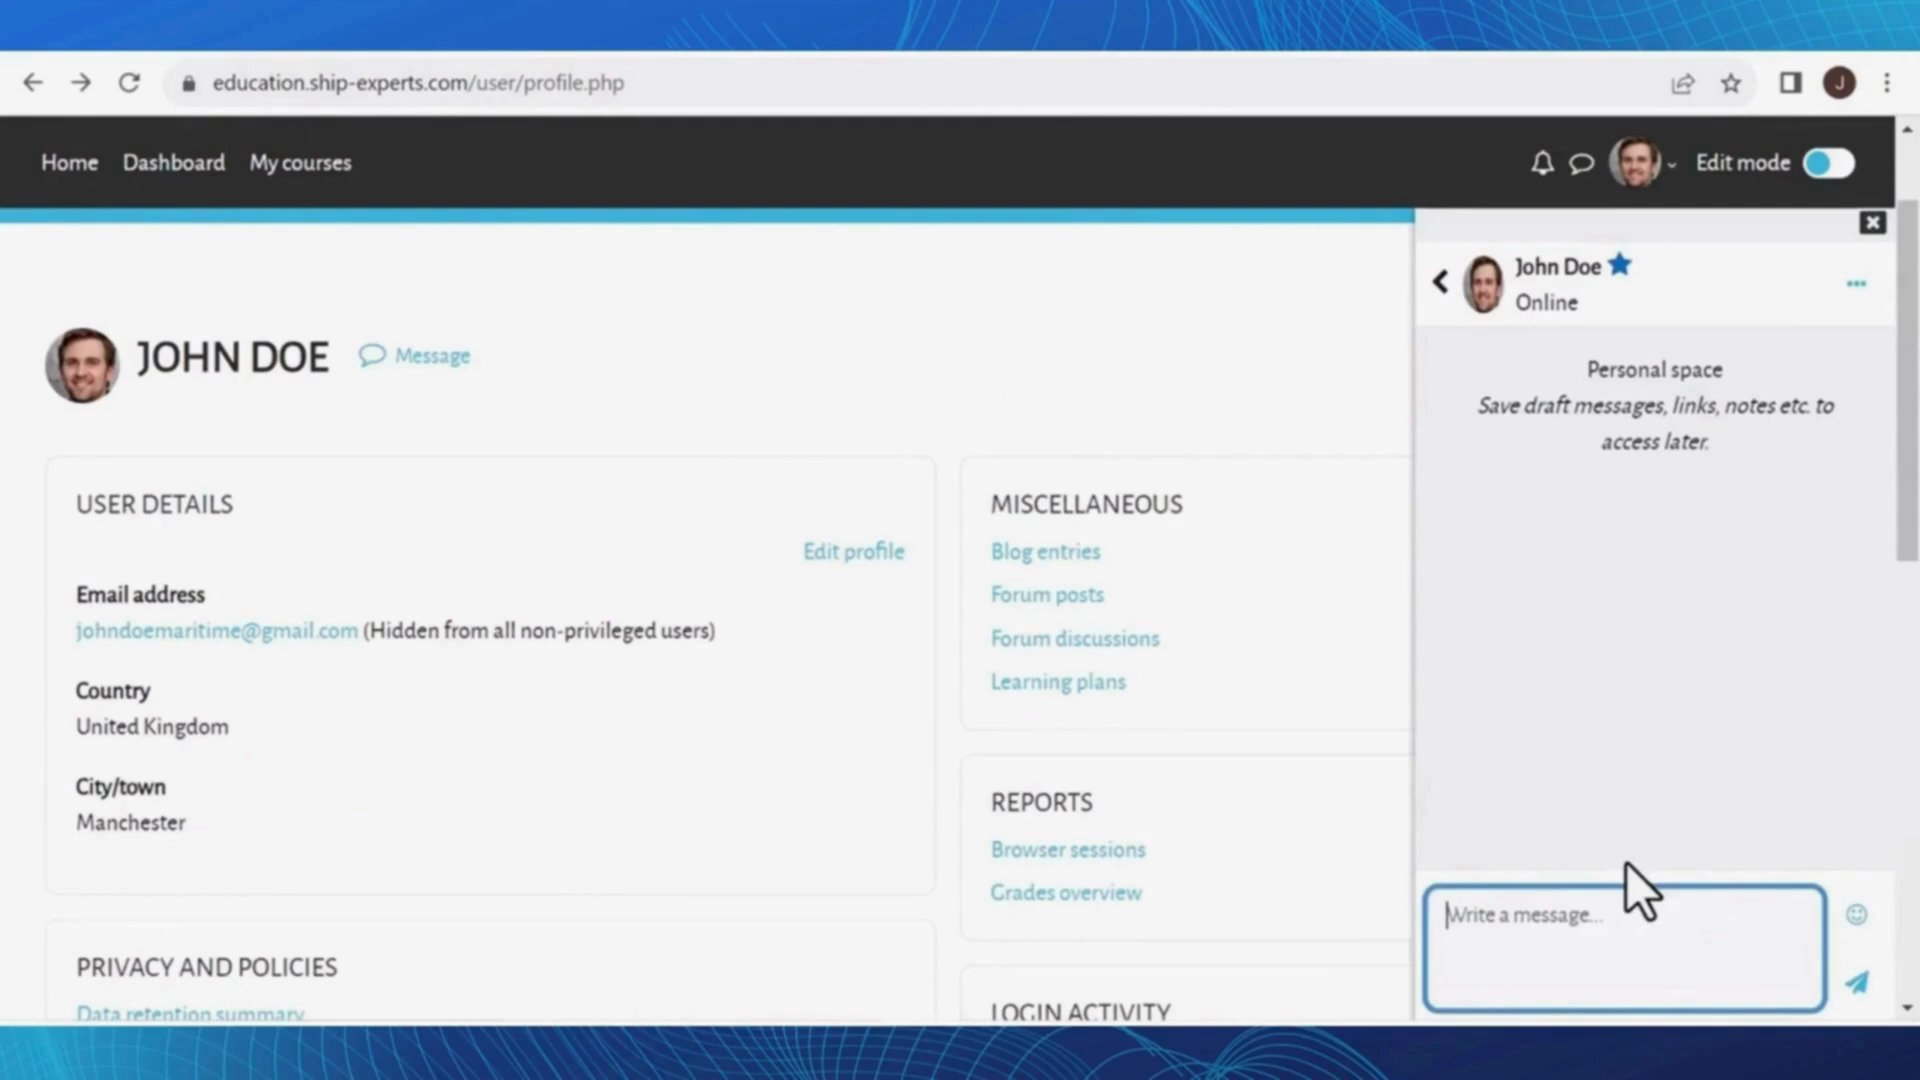 education.ship-experts.com/user/profile.php
J
Home Dashboard My courses
Edit mode
JOHN DOE
Message
USER DETAILS
Edit profile
Email address
johndoemaritime@gmail.com (Hidden from all non-privileged users)
Country
United Kingdom
City/town
Manchester
PRIVACY AND POLICIES
Data retention summary
MISCELLANEOUS
Blog entries
Forum posts
Forum discussions
Learning plans
REPORTS
Browser sessions
Grades overview
LOGIN ACTIVITY
John Doe
Online
Personal space
Save draft messages, links, notes etc. to
access later.
Write a message...